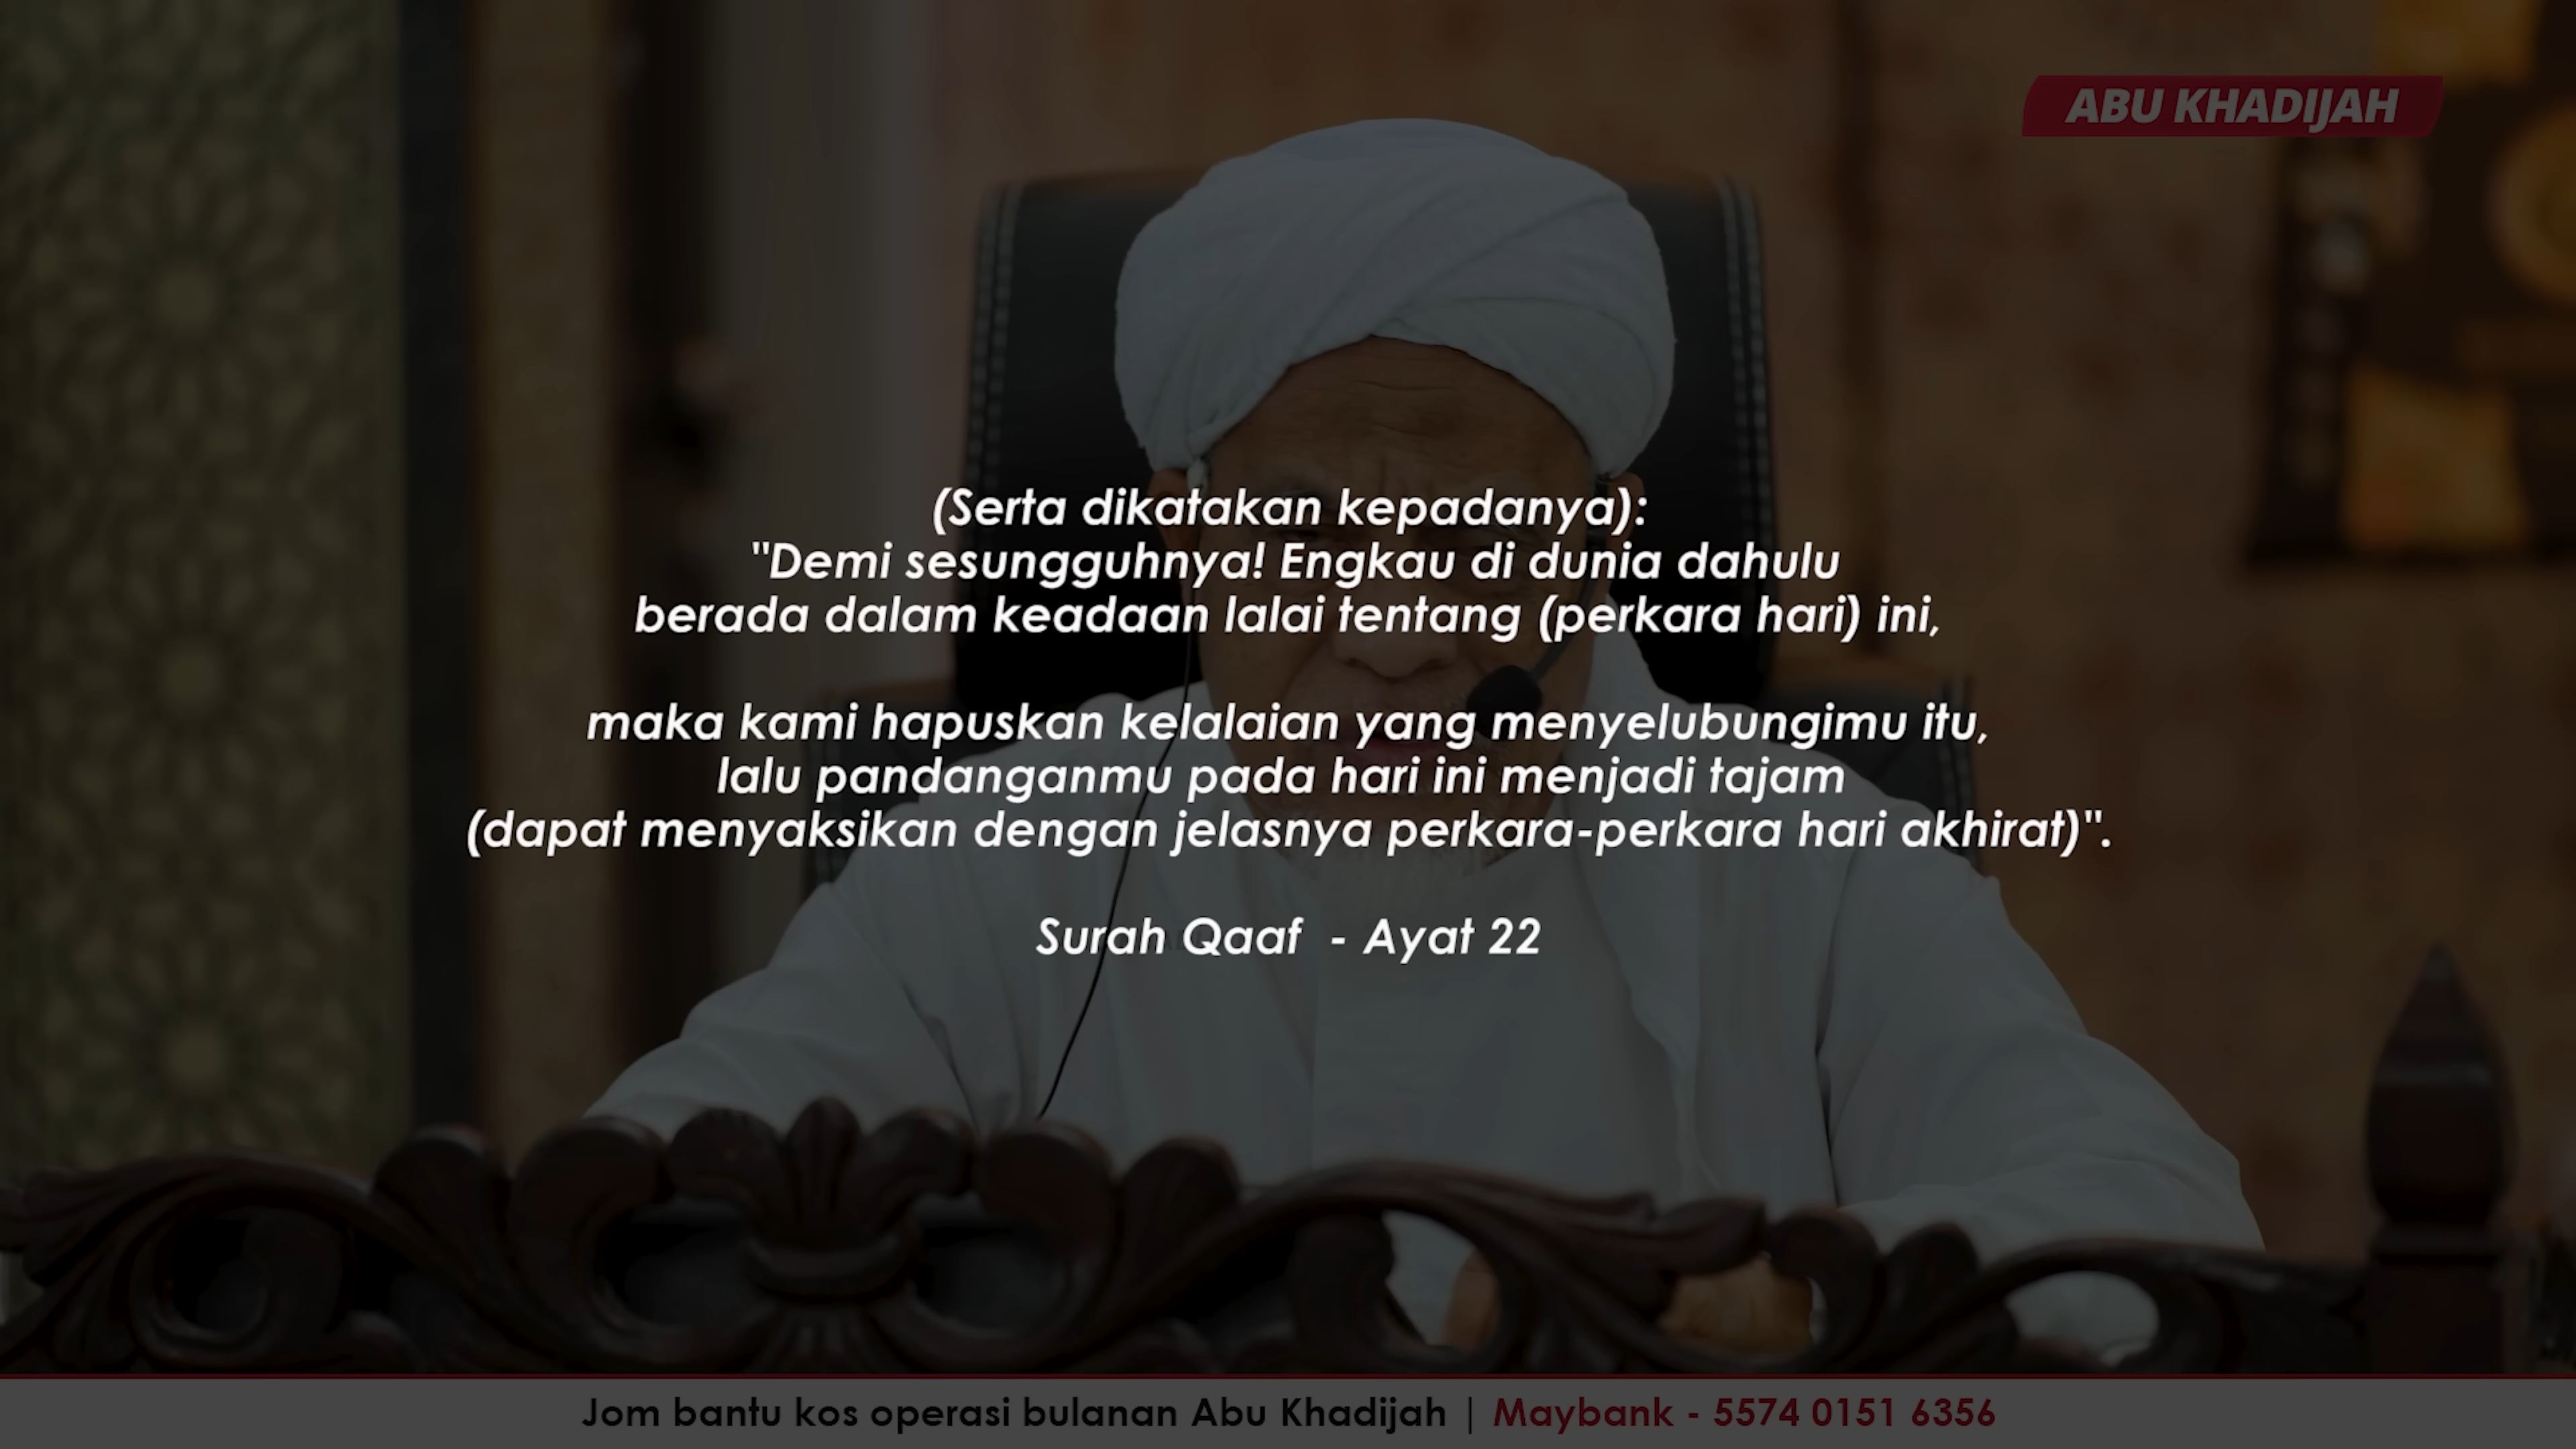 ABU KHADIJAH
(Serta dikatakan kepadanya):
"Demi sesungguhnya! Engkau di dunia dahulu
berada dalam keadaan lalai tentang (perkara hari) ini,
maka kami hapuskan kelalaian yang menyelubungimu itu,
lalu pandanganmu pada hari ini menjadi tajam
(dapat menyaksikan dengan jelasnya perkara-perkara hari akhirat)".
Surah Qaaf - Ayat 22
Jom bantu kos operasi bulanan Abu Khadijah | Maybank - 5574 0151 6356